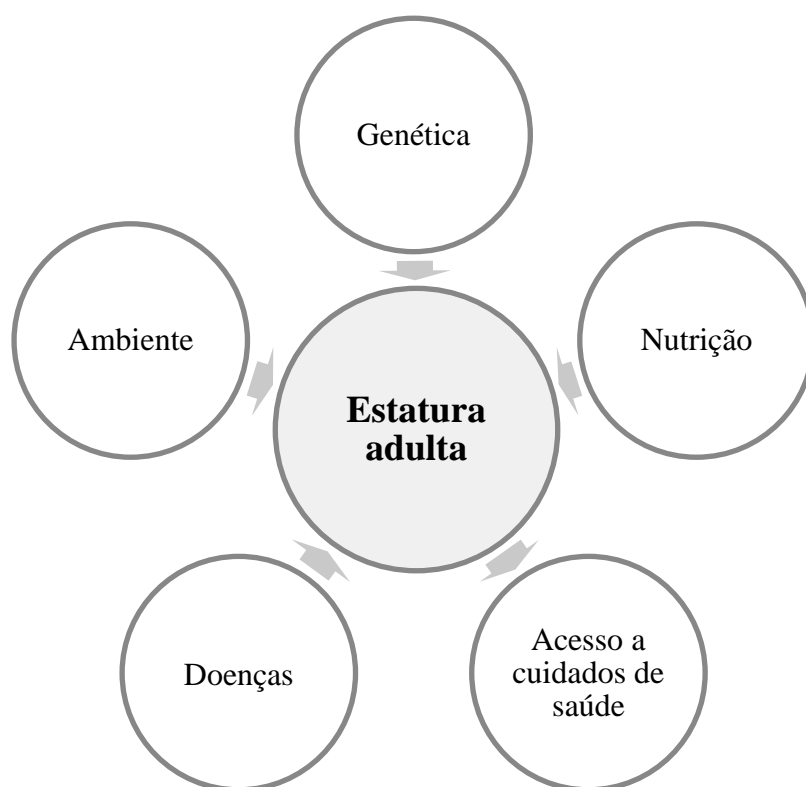 Genética
Ambiente
Nutrição
Estatura
adulta
Doenças
Acesso a
cuidados de
saúde